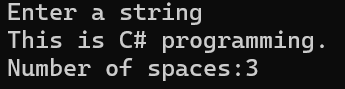 Enter a string
This is C# programming.
Number of spaces:3